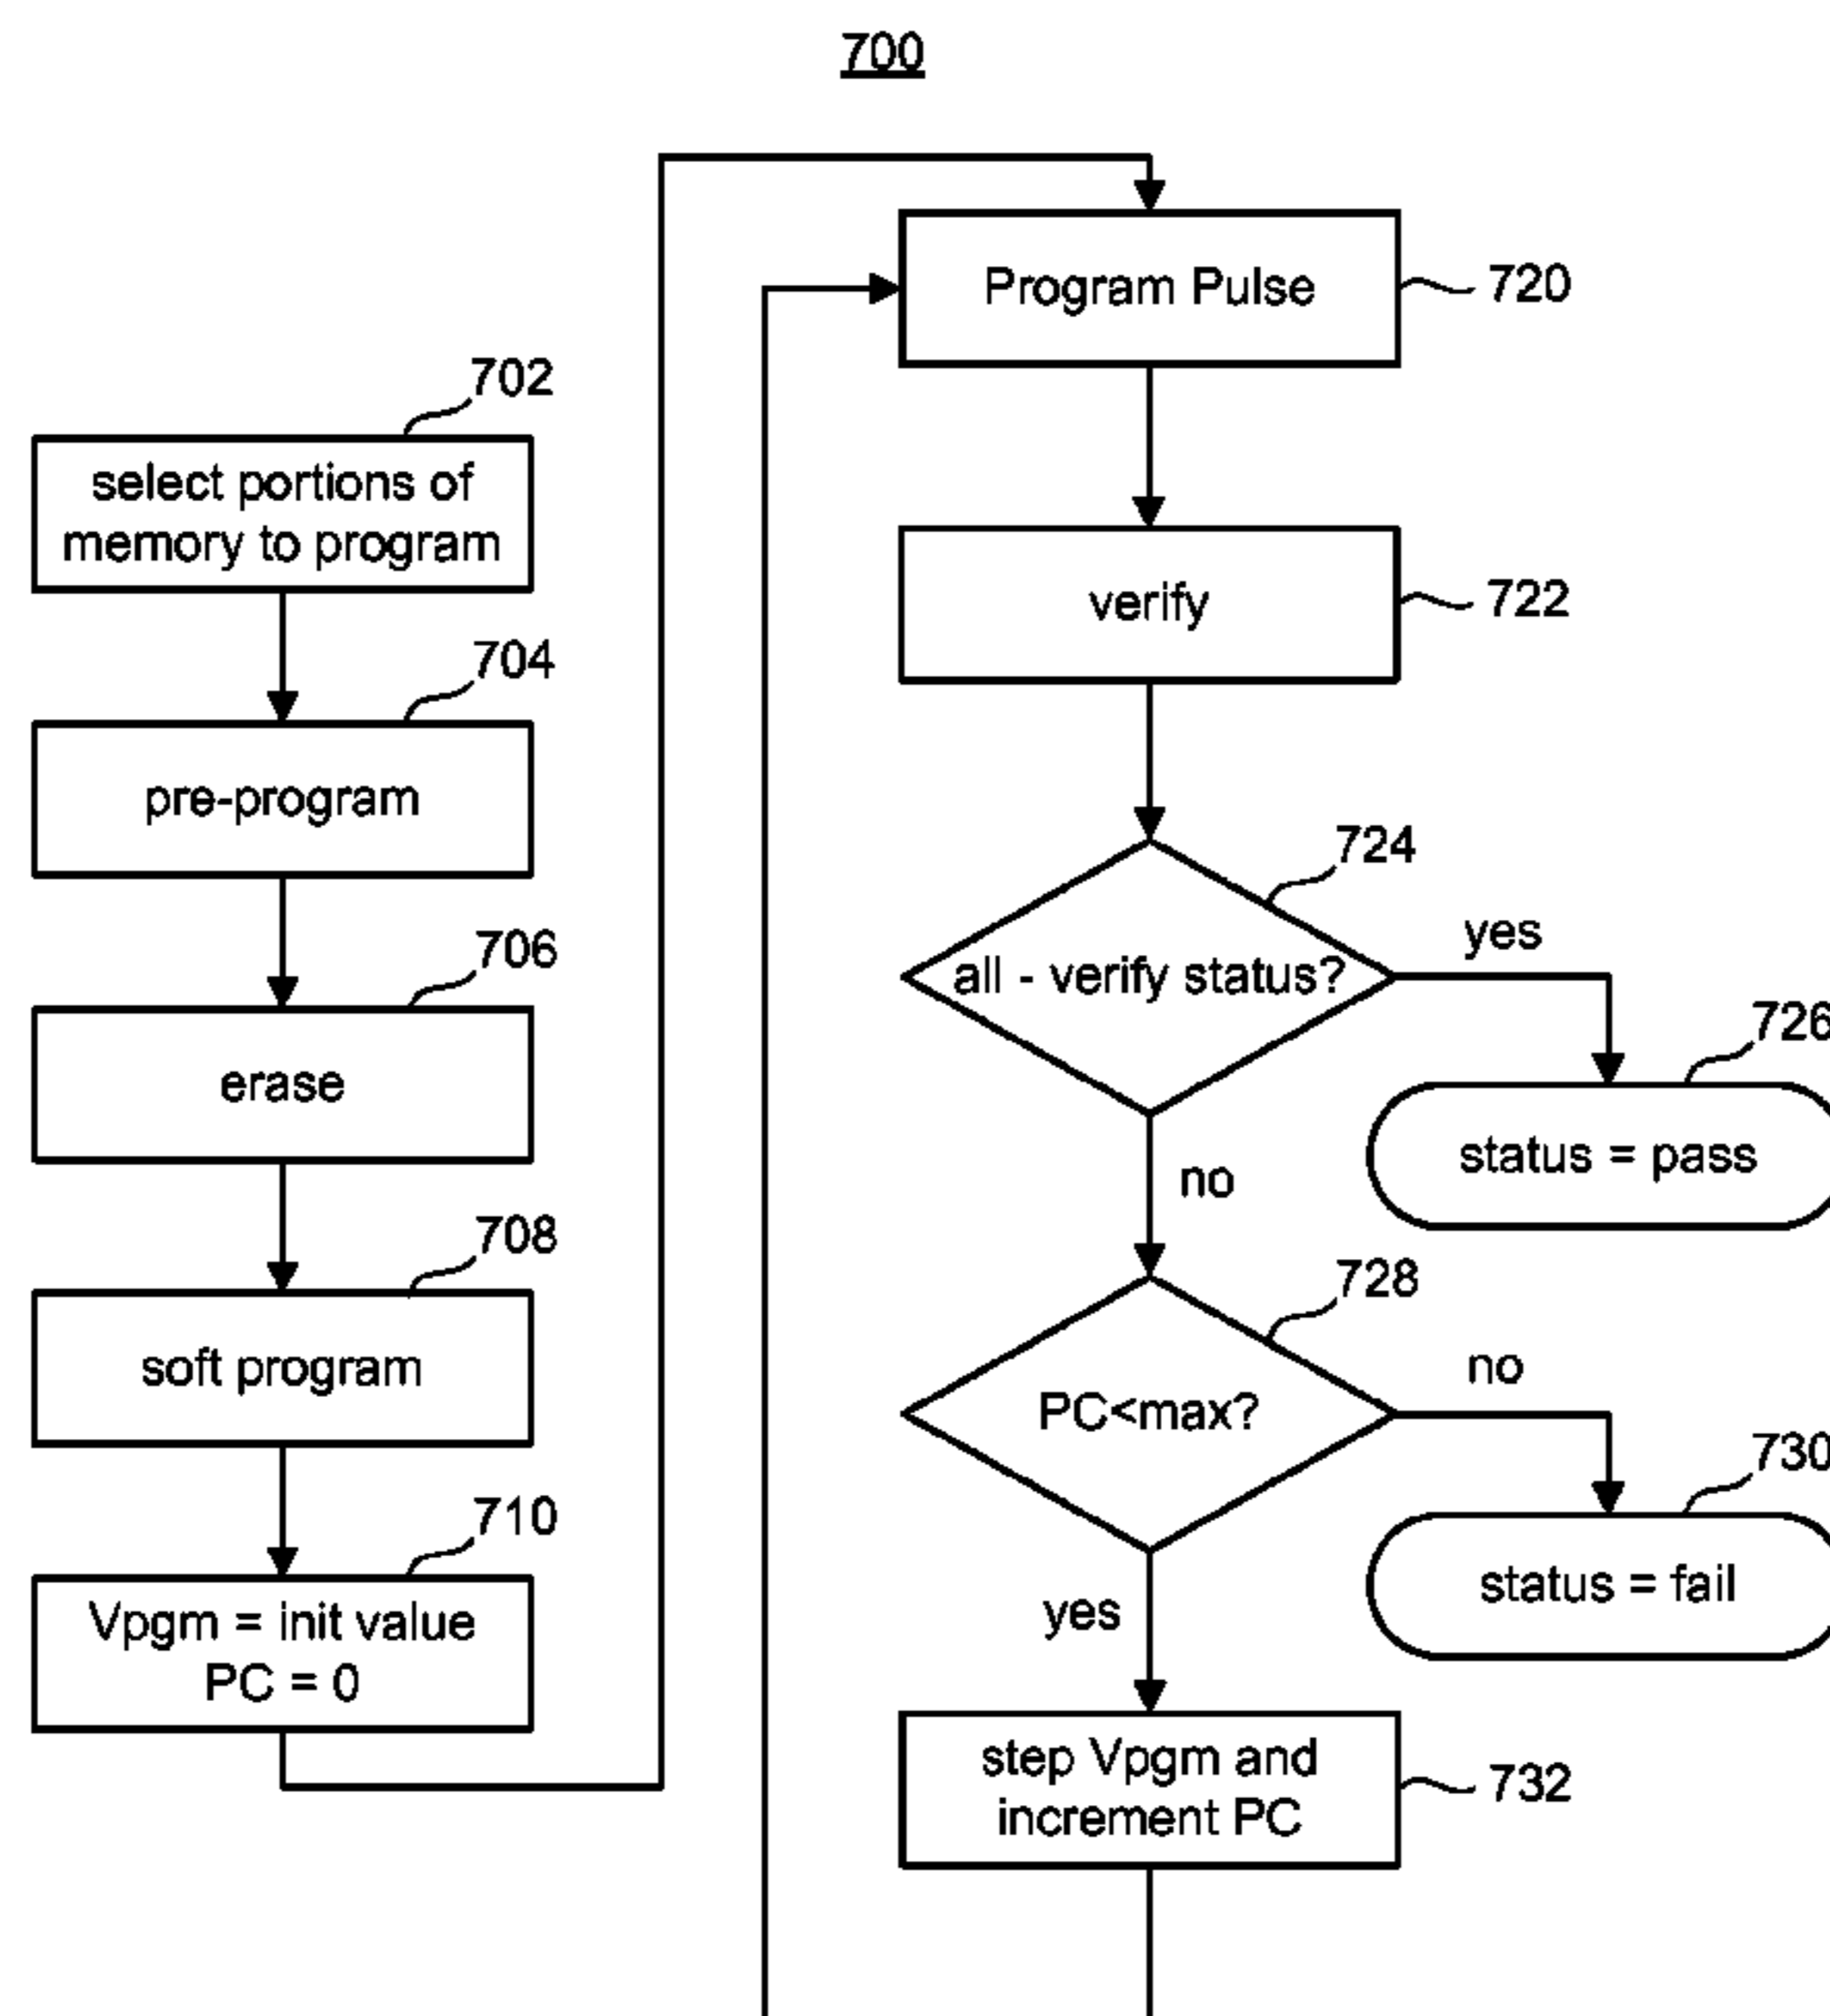 700
702
select portions of
memory to program
704
pre-program
706
erase
708
soft program
710
Vpgm = init value
PC = 0
Program Pulse
720
verify
722
724
all - verify status?
yes
726
status = pass
no
728
PC<max?
no
730
status = fail
yes
step Vpgm and
increment PC
732